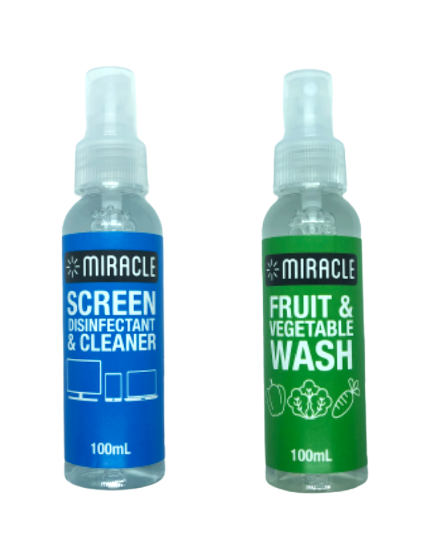 MIRACLE
SCREEN
DISINFECTANT
& CLEANER
100mL
MIRACLE
FRUIT &
VEGETABLE
WASH
100mL